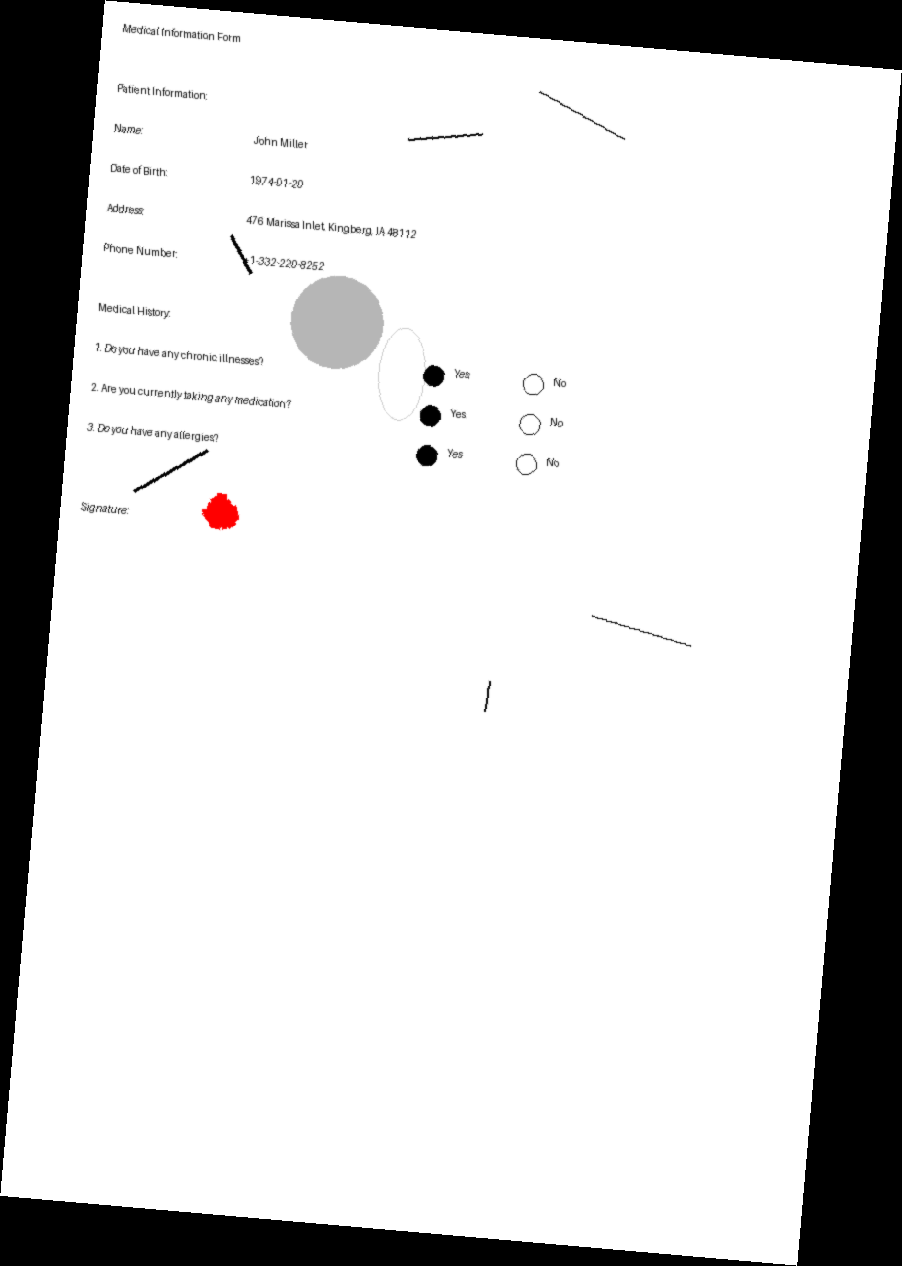 Medical Information Form
Patient Information:
Name: John Miller
Date of Birth: 1974-01-20
Address: 476 Marissa Inlet, Kingberg, IA 48112
Phone Number: 1-332-220-8252
Medical History:
1. Do you have any chronic illnesses? Yes No
2. Are you currently taking any medication? Yes No
3. Do you have any allergies? Yes No
Signature: